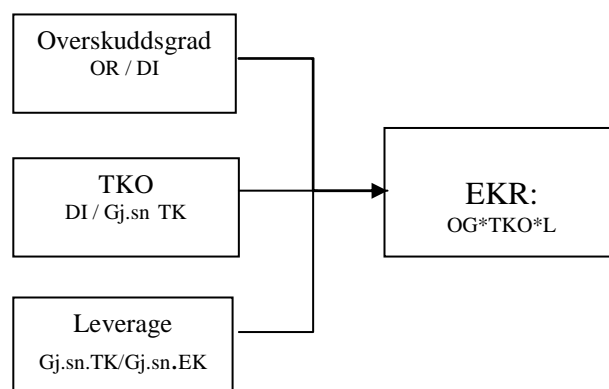 Overskuddsgrad
OR / DI
TKO
DI / Gj.sn TK
EKR:
OG*TKO*L
Leverage
Gj.sn.TK/Gj.sn.EK